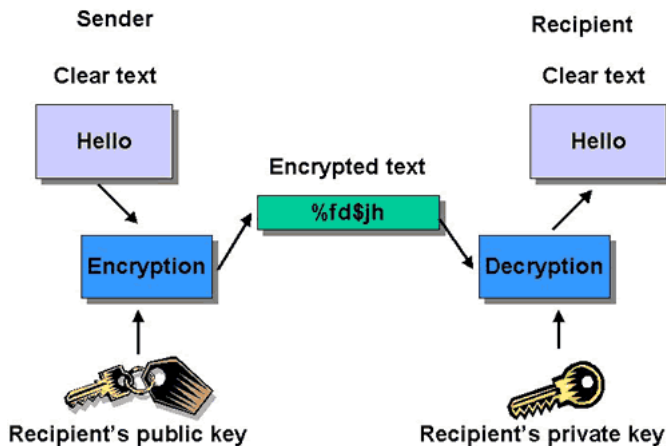 Sender
Recipient
Clear text
Clear text
Hello
Hello
Encrypted text
%fd$jh
Encryption
Decryption
Recipient's public key
Recipient's private key